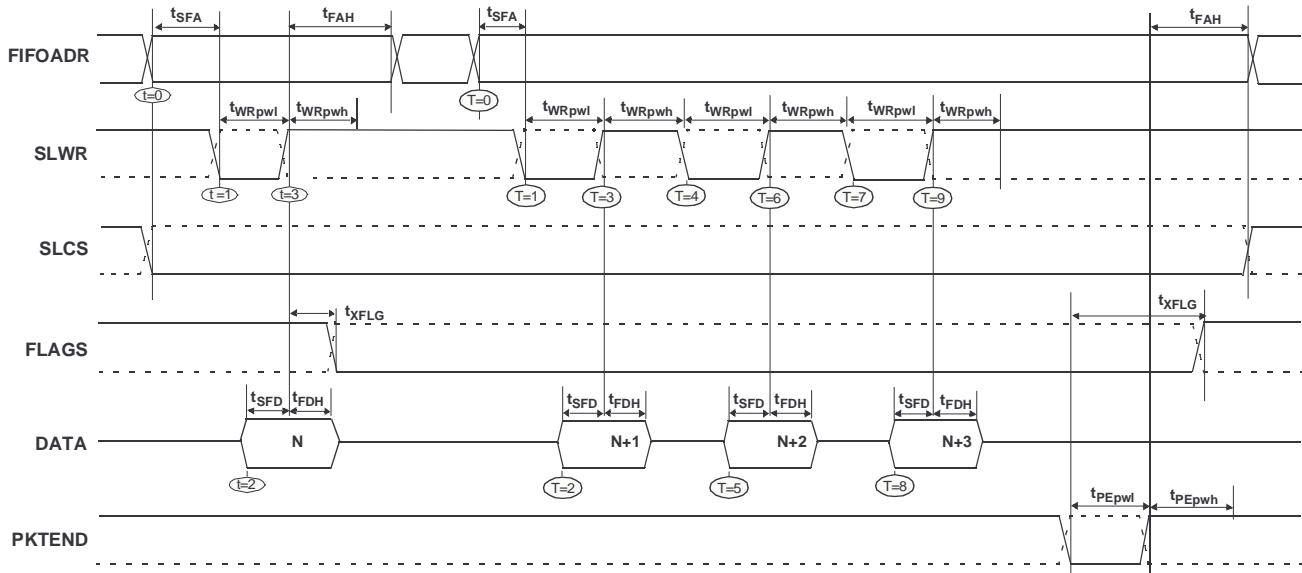 tSFA
tFAH
tSFA
tFAH
FIFOADR
t=0
T=0
tWRpwl
tWRpwh
tWRpwl
tWRpwh
tWRpwl
tWRpwh
tWRpwl
tWRpwh
SLWR
t=1
t=3
T=1
T=3
T=4
T=6
T=7
T=9
SLCS
tXFLG
tXFLG
FLAGS
tSFD
tFDH
tSFD
tFDH
tSFD
tFDH
tSFD
tFDH
DATA
N
N+1
N+2
N+3
t=2
T=2
T=5
T=8
tPEpwl
tPEpwh
PKTEND